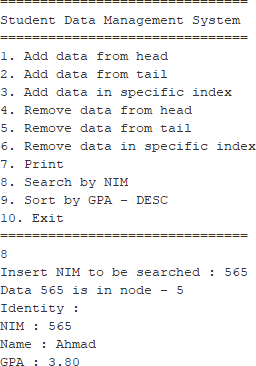 ===============================
Student Data Management System
===============================
1. Add data from head
2. Add data from tail
3. Add data in specific index
4. Remove data from head
5. Remove data from tail
6. Remove data in specific index
7. Print
8. Search by NIM
9. Sort by GPA - DESC
10. Exit
===============================
8
Insert NIM to be searched : 565
Data 565 is in node - 5
Identity :
NIM : 565
Name : Ahmad
GPA : 3.80